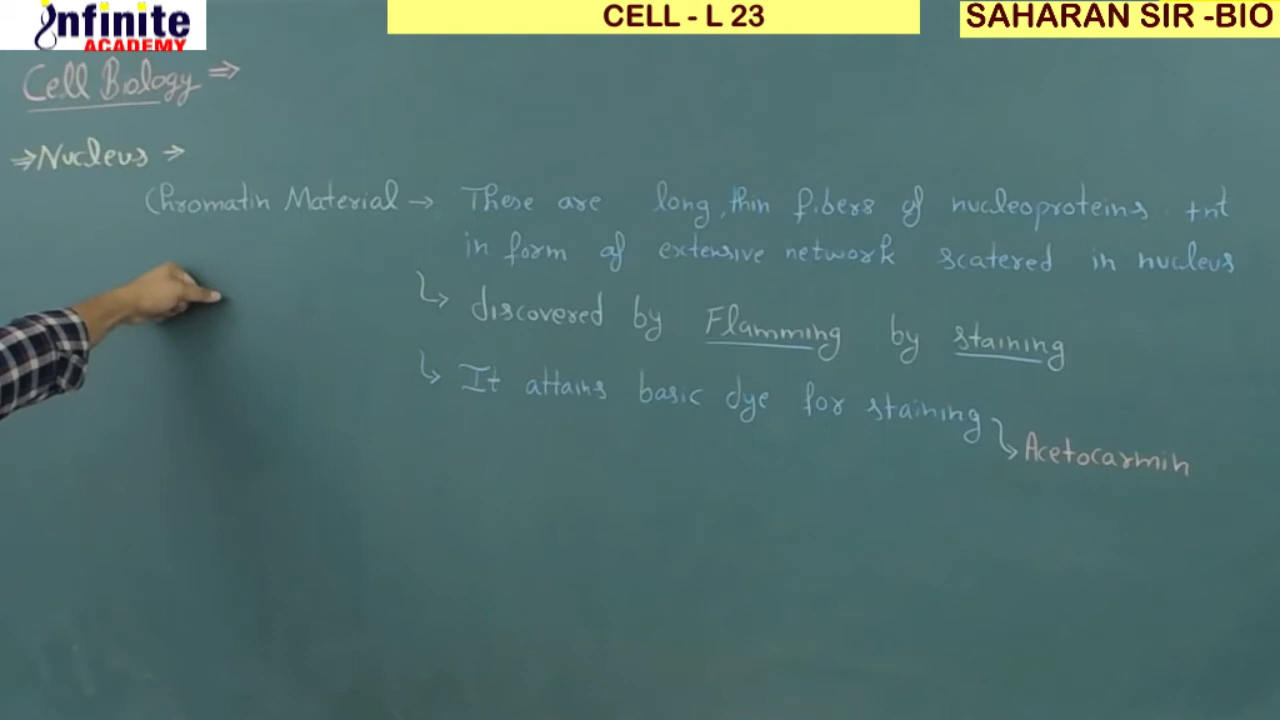 infinite
ACADEMY
CELL - L 23
SAHARAN SIR -BIO
Cell Biology ⇒
⇒ Nucleus →
Chromatin Material → These are long, thin fibers of nucleoproteins +nt
in form of extensive network scatered in nucleus
↳ discovered by Flamming by staining
↳ It attains basic dye for staining
↳ Acetocarmin